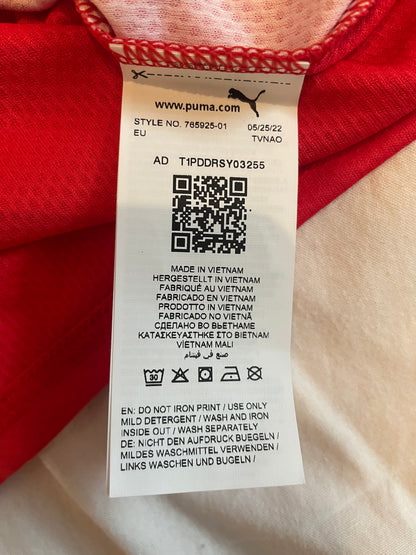 www.puma.com
STYLE NO. 765925-01 05/25/22
EU TVNAO
AD T1PDDRSY03255
MADE IN VIETNAM
HERGESTELLT IN VIETNAM
FABRIQUÉ AU VIETNAM
FABRICADO EN VIETNAM
PRODOTTO IN VIETNAM
FABRICADO NO VIETNÃ
СДЕЛАНО ВО ВЬЕТНАМЕ
ΚΑΤΑΣΚΕΥΑΣΤΗΚΕ ΣΤΟ ΒΙΕΤΝΑΜ
VİETNAM MALI
صنع في فيتنام
30
EN: DO NOT IRON PRINT / USE ONLY
MILD DETERGENT / WASH AND IRON
INSIDE OUT / WASH SEPARATELY
DE: NICHT DEN AUFDRUCK BUEGELN /
MILDES WASCHMITTEL VERWENDEN /
LINKS WASCHEN UND BUGELN /